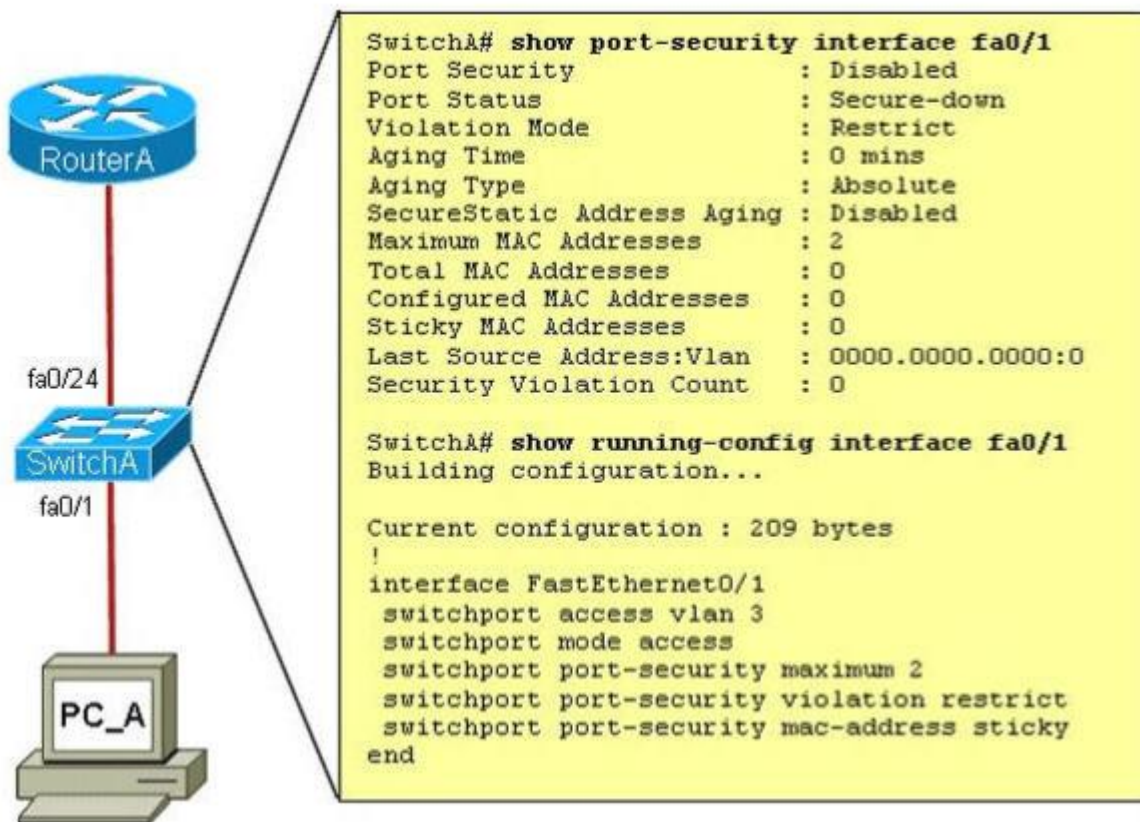 RouterA
fa0/24
SwitchA
fa0/1
PC_A
SwitchA# show port-security interface fa0/1
Port Security : Disabled
Port Status : Secure-down
Violation Mode : Restrict
Aging Time : 0 mins
Aging Type : Absolute
SecureStatic Address Aging : Disabled
Maximum MAC Addresses : 2
Total MAC Addresses : 0
Configured MAC Addresses : 0
Sticky MAC Addresses : 0
Last Source Address:Vlan : 0000.0000.0000:0
Security Violation Count : 0
SwitchA# show running-config interface fa0/1
Building configuration...
Current configuration : 209 bytes
!
interface FastEthernet0/1
switchport access vlan 3
switchport mode access
switchport port-security maximum 2
switchport port-security violation restrict
switchport port-security mac-address sticky
end